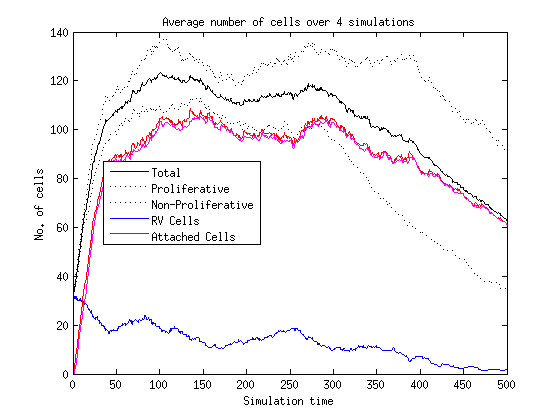 Average number of cells over 4 simulations
No. of cells
140
120
100
80
60
40
20
0
Total
Proliferative
Non-Proliferative
RV Cells
Attached Cells
0 50 100 150 200 250 300 350 400 450 500
Simulation time